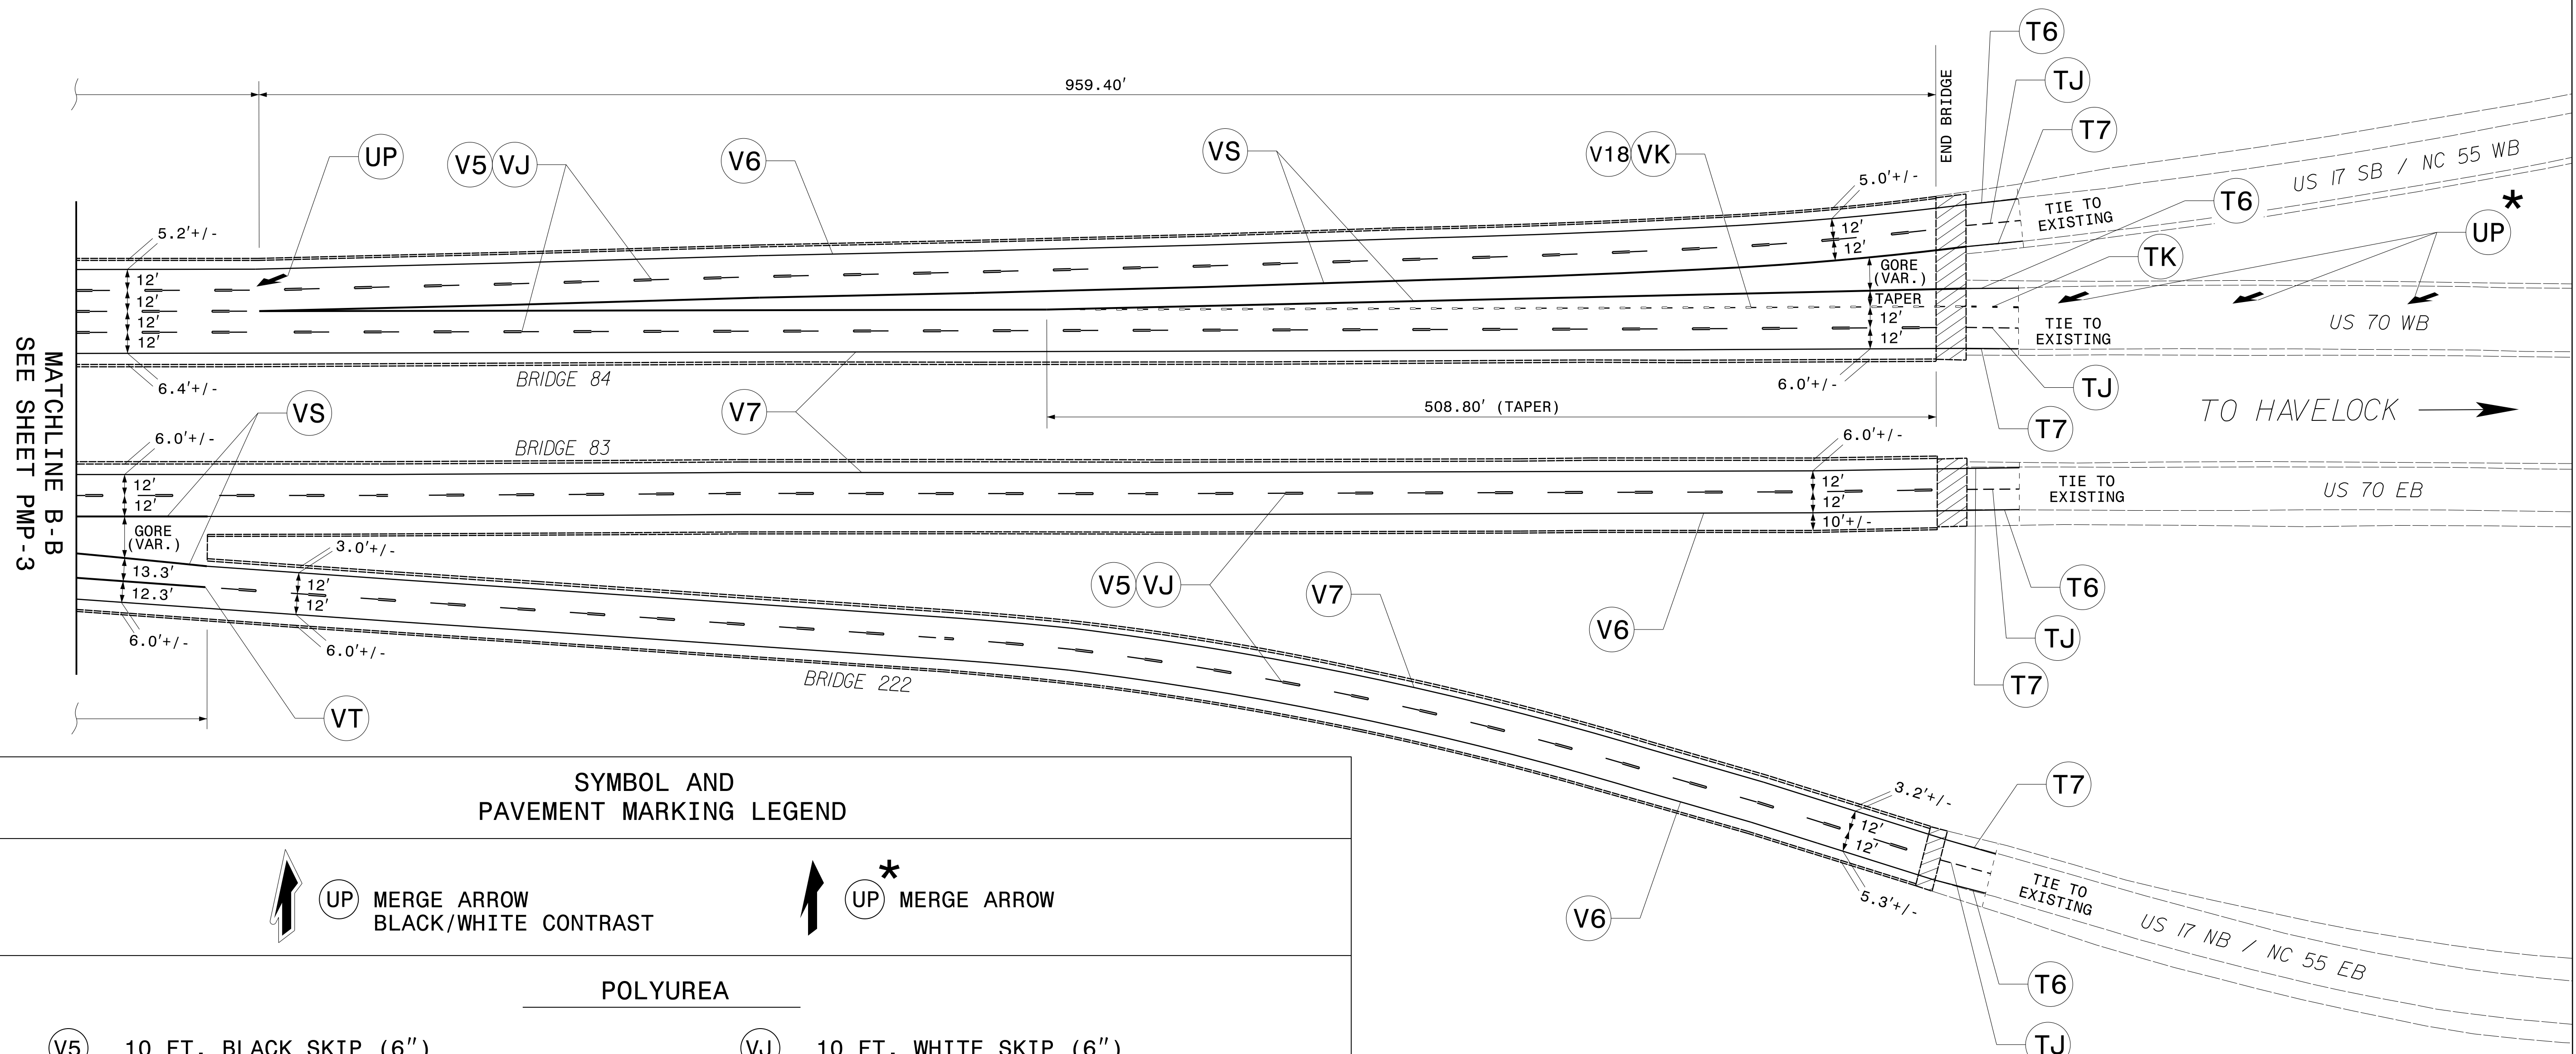 959.40'
END BRIDGE
T6
TJ
T7
UP
V5 VJ
V6
VS
V18 VK
5.0'+/-
US 17 SB / NC 55 WB
TIE TO
EXISTING
T6
UP*
TK
5.2'+/-
12'
12'
12'
12'
6.4'+/-
12'
12'
GORE
(VAR.)
TAPER
12'
12'
6.0'+/-
TIE TO
EXISTING
US 70 WB
TJ
T7
BRIDGE 84
V7
508.80' (TAPER)
TO HAVELOCK
MATCHLINE B-B
SEE SHEET PMP-3
VS
6.0'+/-
BRIDGE 83
6.0'+/-
12'
12'
GORE
(VAR.)
13.3'
12.3'
6.0'+/-
3.0'+/-
12'
12'
6.0'+/-
12'
12'
10'+/-
TIE TO
EXISTING
US 70 EB
V5 VJ
V7
V6
T6
TJ
T7
BRIDGE 222
VT
3.2'+/-
12'
12'
5.3'+/-
V6
T7
TIE TO
EXISTING
US 17 NB / NC 55 EB
T6
TJ
SYMBOL AND
PAVEMENT MARKING LEGEND
UP MERGE ARROW
BLACK/WHITE CONTRAST
UP* MERGE ARROW
POLYUREA
V5 10 FT. BLACK SKIP (6")
VJ 10 FT. WHITE SKIP (6")